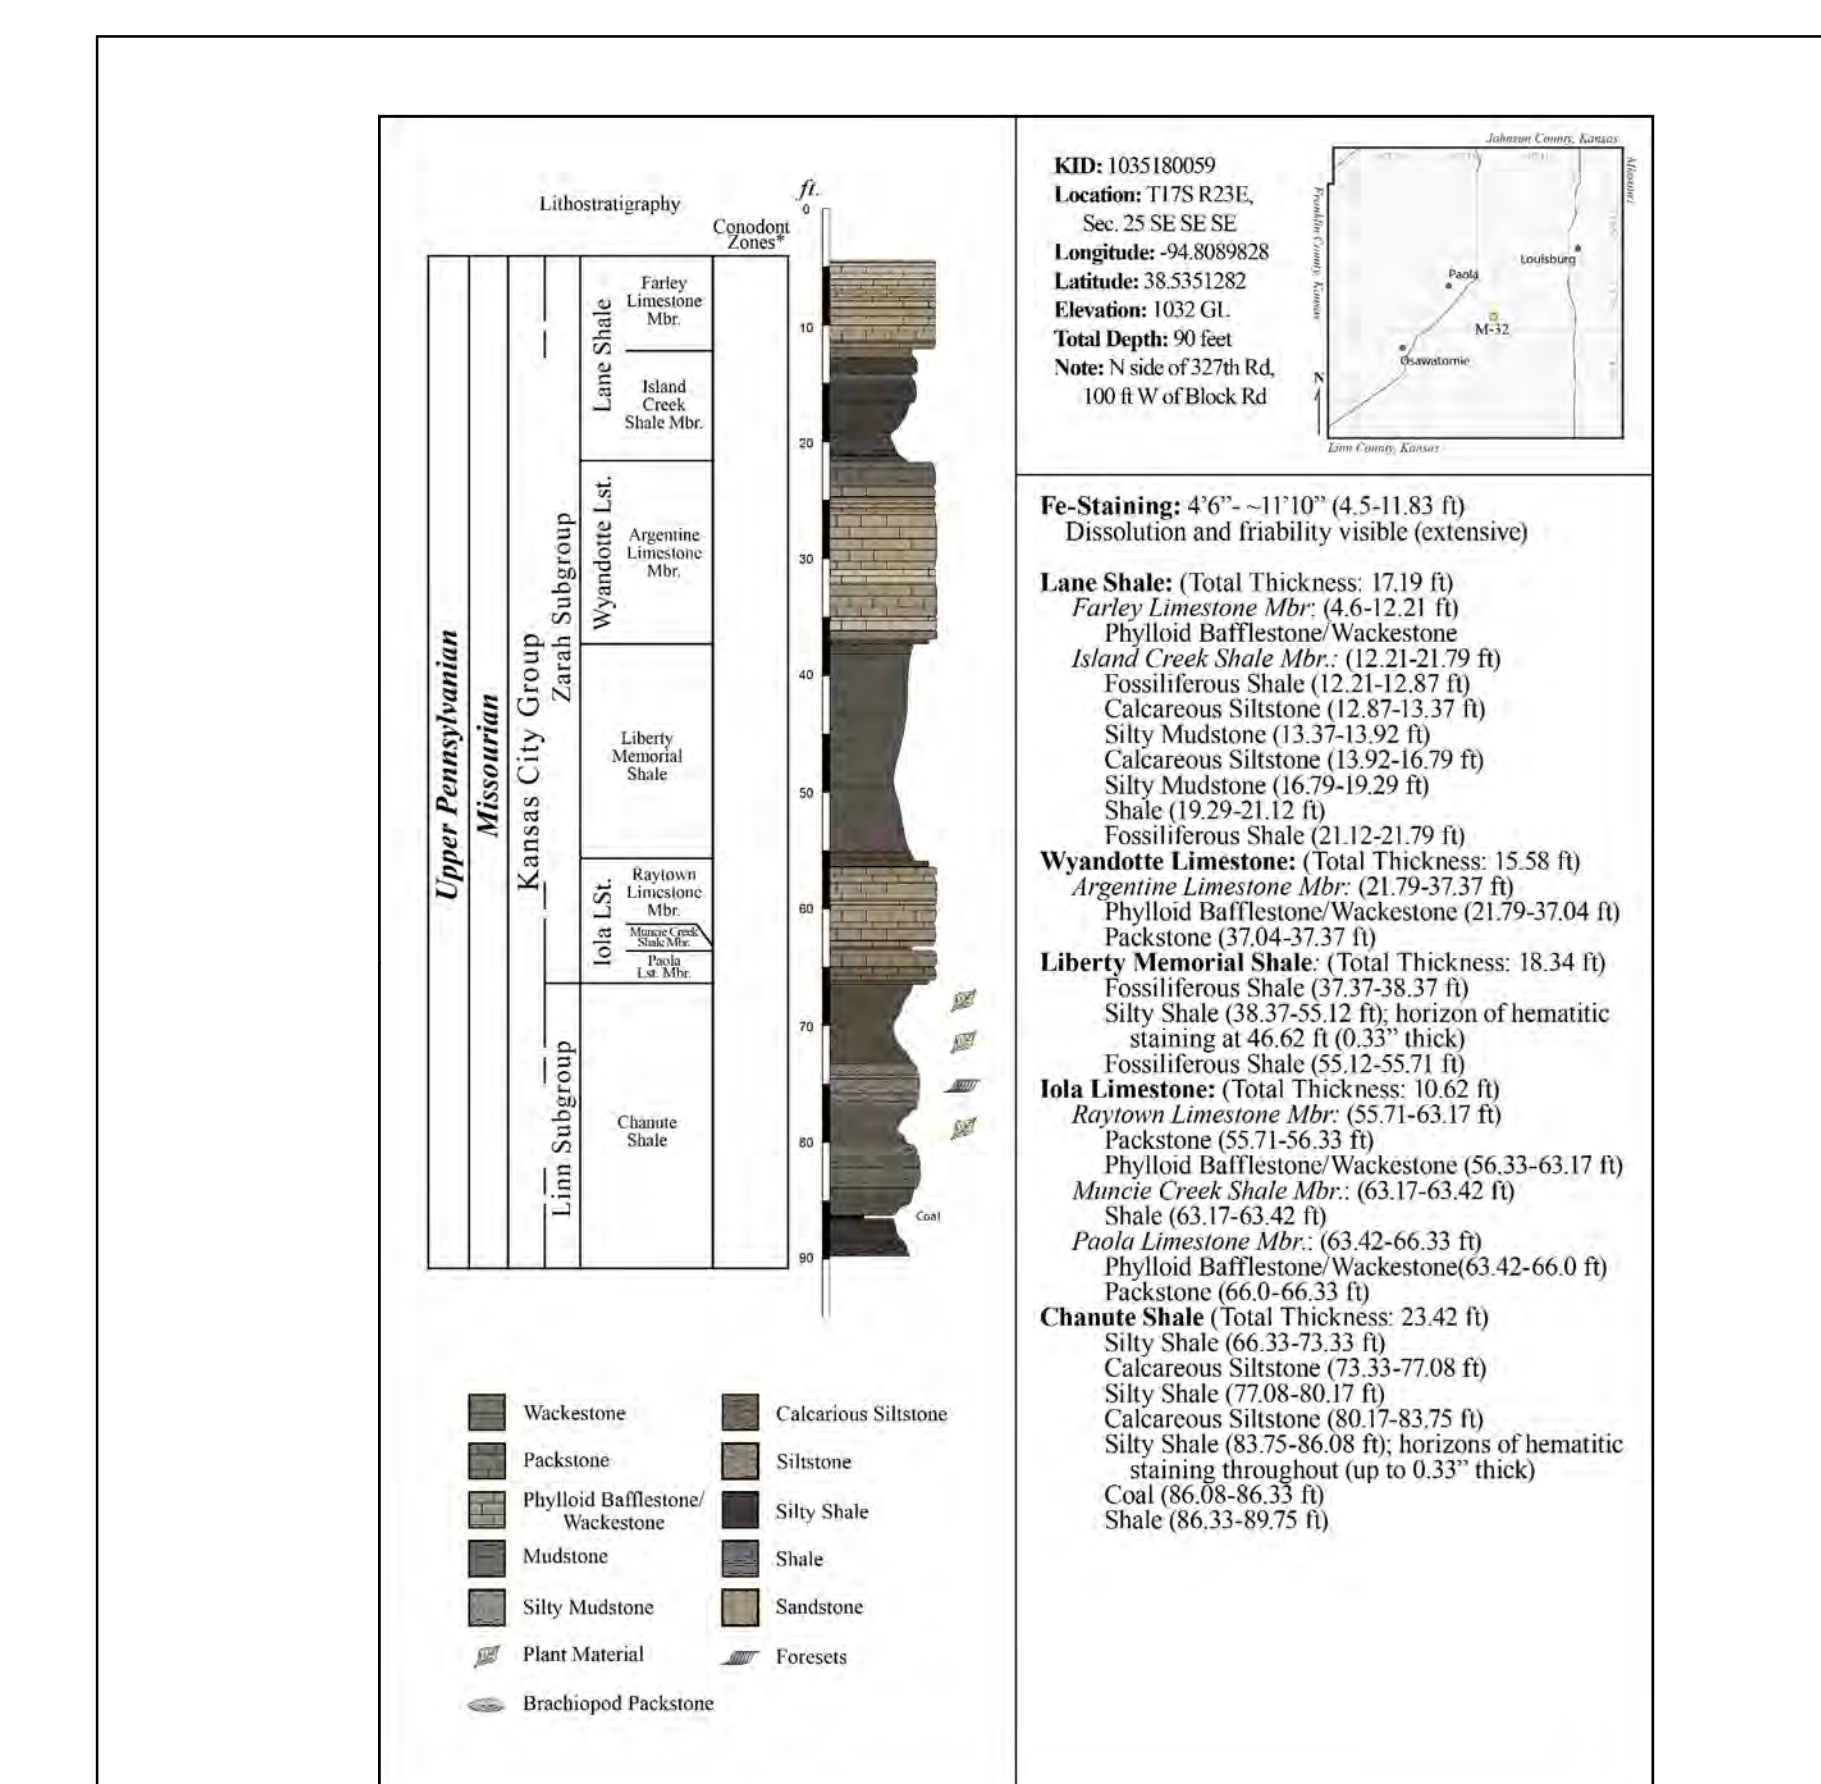 Lithostratigraphy
Conodont
Zones*
ft.
0
10
20
30
40
50
60
70
80
90
Upper Pennsylvanian
Missourian
Kansas City Group
Zarah Subgroup
Linn Subgroup
Lane Shale
Farley
Limestone
Mbr.
Island
Creek
Shale Mbr.
Wyandotte Lst.
Argentine
Limestone
Mbr.
Liberty
Memorial
Shale
Iola LSt.
Raytown
Limestone
Mbr.
Muncie Creek
Shale Mbr.
Paola
Lst. Mbr.
Chanute
Shale
Coal
Wackestone
Packstone
Phylloid Bafflestone/
Wackestone
Mudstone
Silty Mudstone
Plant Material
Brachiopod Packstone
Calcarious Siltstone
Siltstone
Silty Shale
Shale
Sandstone
Foresets
KID: 1035180059
Location: T17S R23E,
Sec. 25 SE SE SE
Longitude: -94.8089828
Latitude: 38.5351282
Elevation: 1032 GL
Total Depth: 90 feet
Note: N side of 327th Rd,
100 ft W of Block Rd
Johnson County, Kansas
Missouri
Franklin County, Kansas
Louisburg
Paola
M-32
Osawatomie
N
Linn County, Kansas
Fe-Staining: 4’6”- ~11’10” (4.5-11.83 ft)
Dissolution and friability visible (extensive)
Lane Shale: (Total Thickness: 17.19 ft)
Farley Limestone Mbr: (4.6-12.21 ft)
Phylloid Bafflestone/Wackestone
Island Creek Shale Mbr.: (12.21-21.79 ft)
Fossiliferous Shale (12.21-12.87 ft)
Calcareous Siltstone (12.87-13.37 ft)
Silty Mudstone (13.37-13.92 ft)
Calcareous Siltstone (13.92-16.79 ft)
Silty Mudstone (16.79-19.29 ft)
Shale (19.29-21.12 ft)
Fossiliferous Shale (21.12-21.79 ft)
Wyandotte Limestone: (Total Thickness: 15.58 ft)
Argentine Limestone Mbr: (21.79-37.37 ft)
Phylloid Bafflestone/Wackestone (21.79-37.04 ft)
Packstone (37.04-37.37 ft)
Liberty Memorial Shale: (Total Thickness: 18.34 ft)
Fossiliferous Shale (37.37-38.37 ft)
Silty Shale (38.37-55.12 ft); horizon of hematitic
staining at 46.62 ft (0.33” thick)
Fossiliferous Shale (55.12-55.71 ft)
Iola Limestone: (Total Thickness: 10.62 ft)
Raytown Limestone Mbr: (55.71-63.17 ft)
Packstone (55.71-56.33 ft)
Phylloid Bafflestone/Wackestone (56.33-63.17 ft)
Muncie Creek Shale Mbr.: (63.17-63.42 ft)
Shale (63.17-63.42 ft)
Paola Limestone Mbr.: (63.42-66.33 ft)
Phylloid Bafflestone/Wackestone(63.42-66.0 ft)
Packstone (66.0-66.33 ft)
Chanute Shale (Total Thickness: 23.42 ft)
Silty Shale (66.33-73.33 ft)
Calcareous Siltstone (73.33-77.08 ft)
Silty Shale (77.08-80.17 ft)
Calcareous Siltstone (80.17-83.75 ft)
Silty Shale (83.75-86.08 ft); horizons of hematitic
staining throughout (up to 0.33” thick)
Coal (86.08-86.33 ft)
Shale (86.33-89.75 ft)